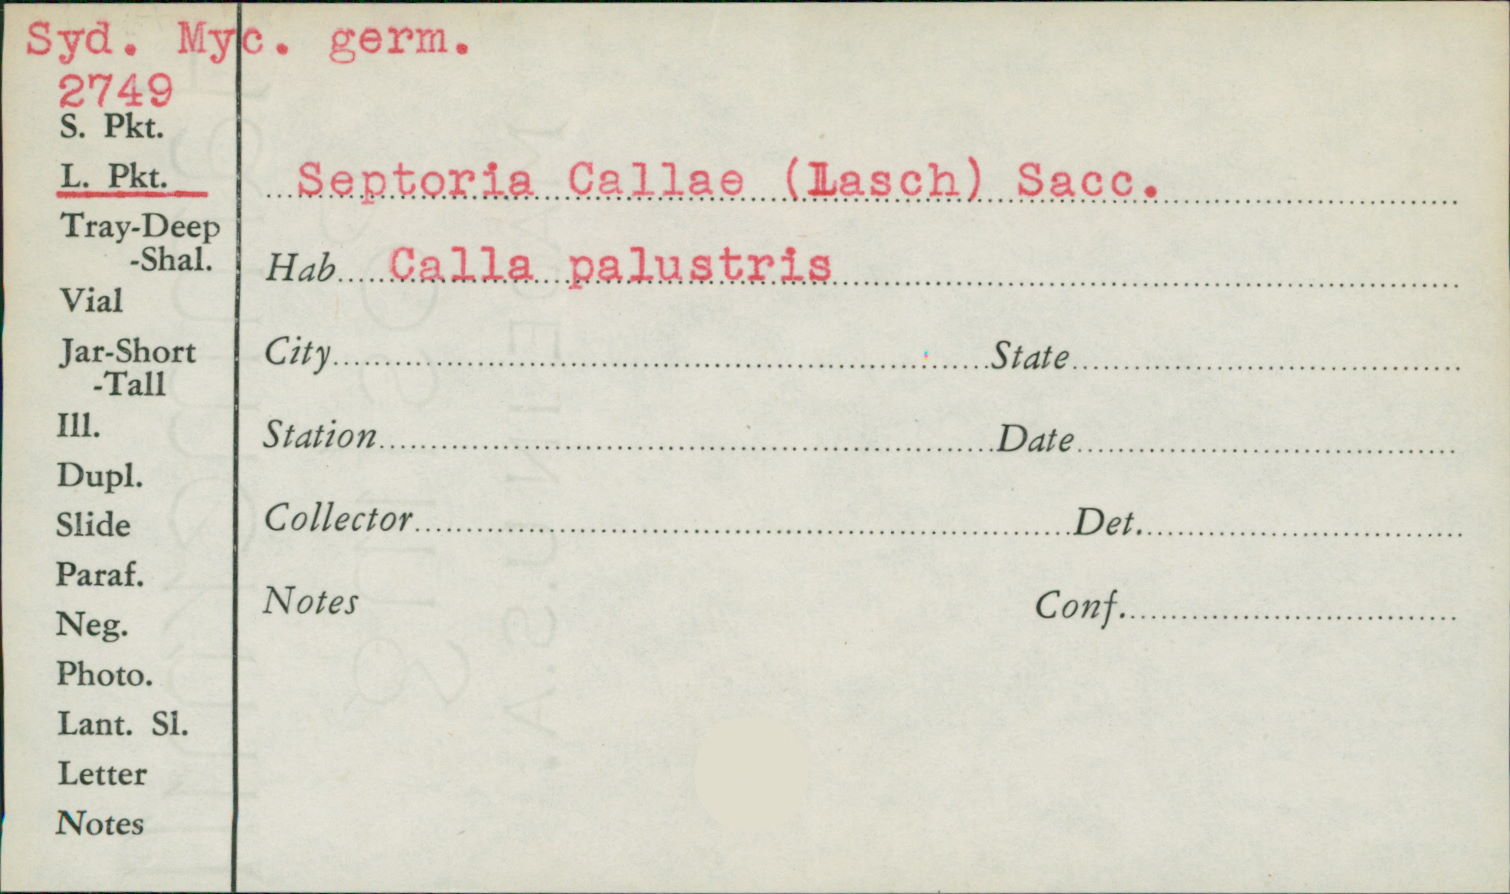 Syd. Myc. germ.
2749
S. Pkt.
L. Pkt.
Septoria Callae (Lasch) Sacc.
Tray-Deep
-Shal.
Hab. Calla palustris
Vial
Jar-Short
-Tall
City State
Ill.
Station Date
Dupl.
Slide
Collector Det.
Paraf.
Neg.
Notes Conf.
Photo.
Lant. Sl.
Letter
Notes